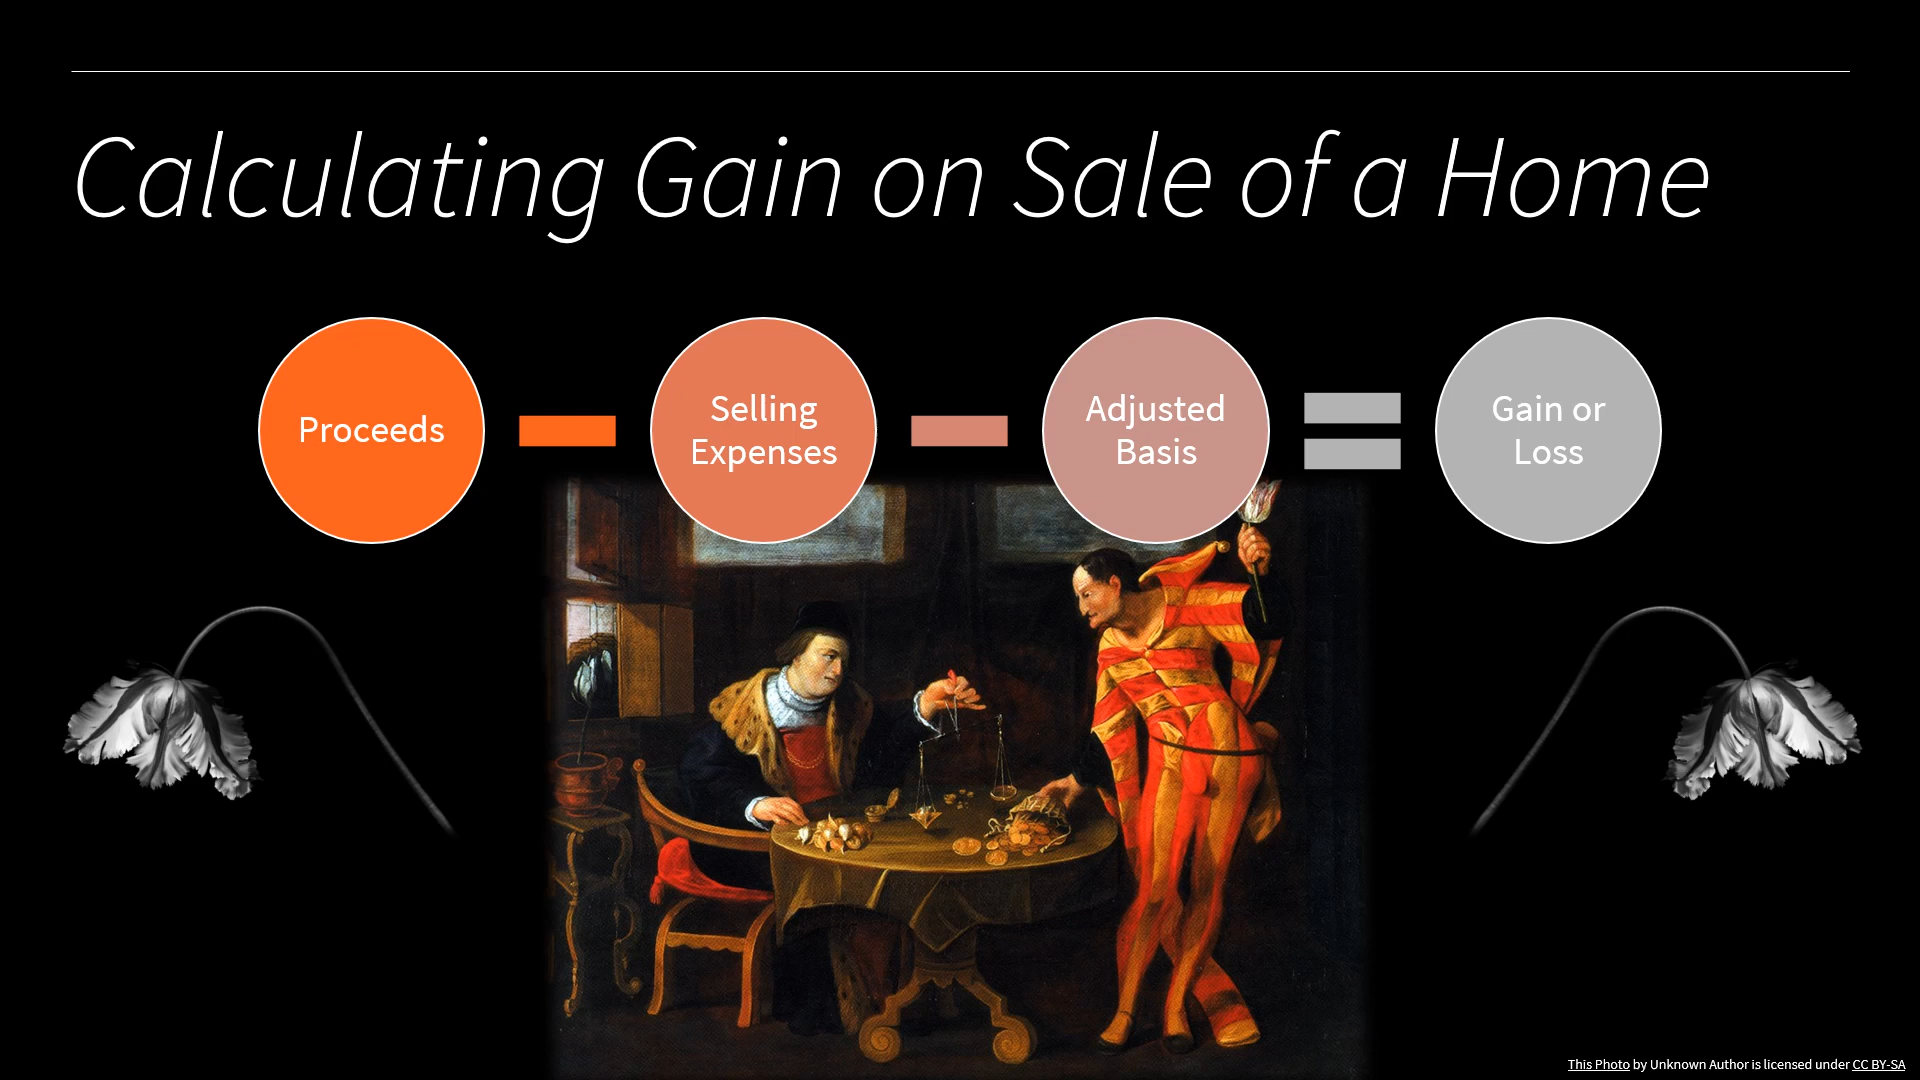 Calculating Gain on Sale of a Home
Proceeds
Selling
Expenses
Adjusted
Basis
Gain or
Loss
This Photo by Unknown Author is licensed under CC BY-SA